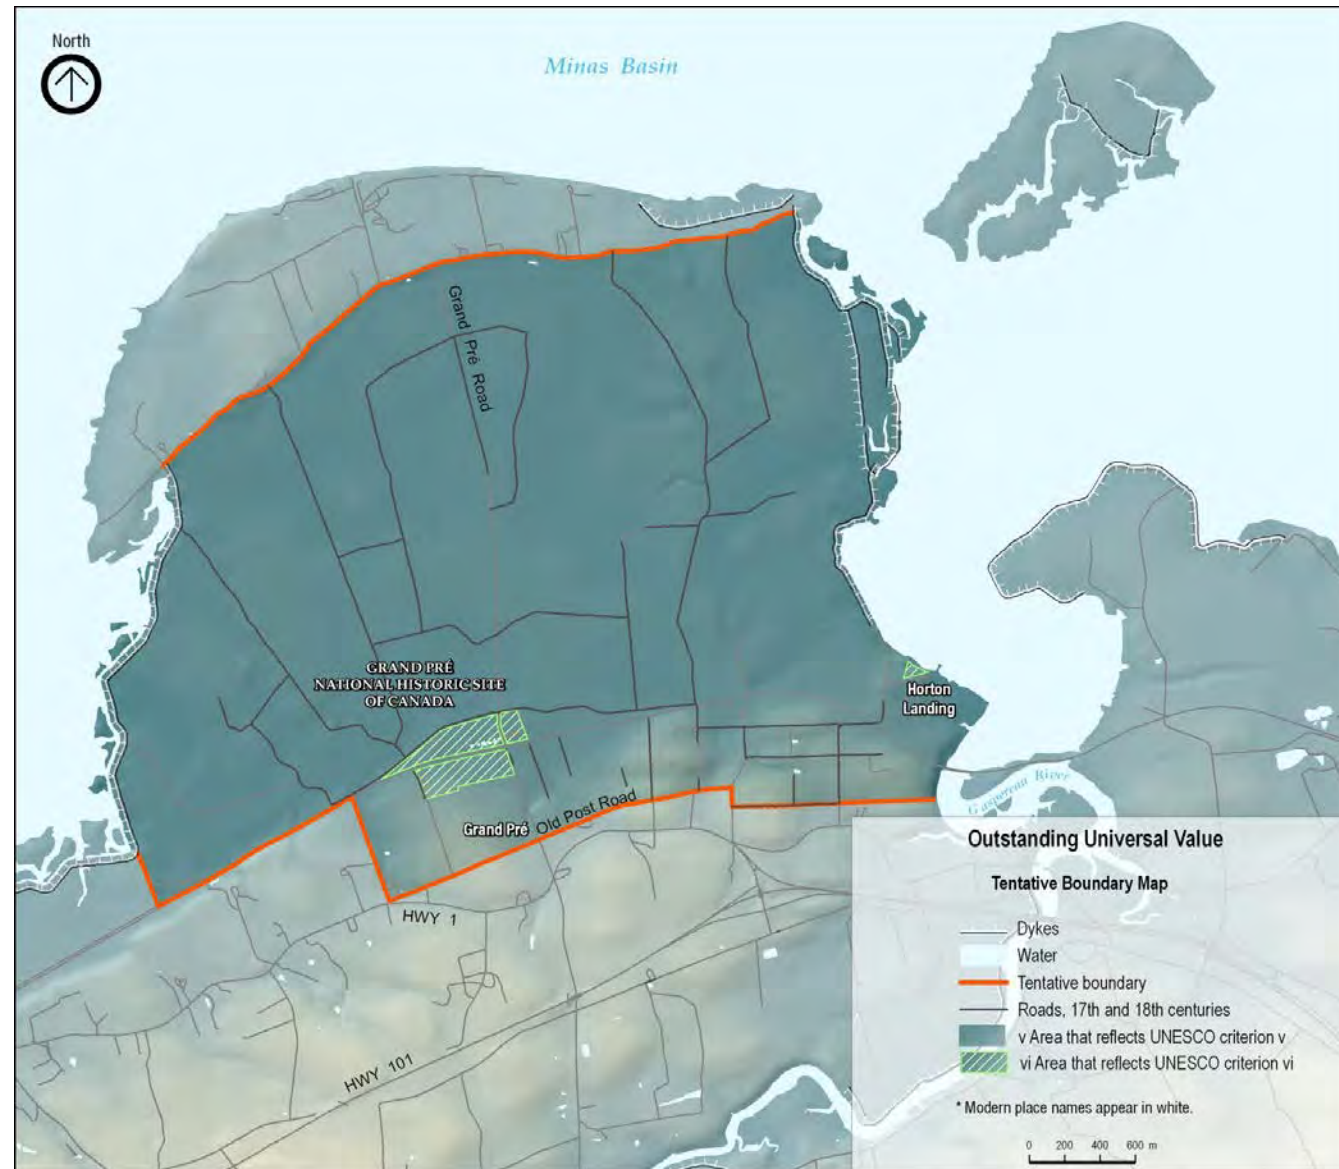 North
Minas Basin
Grand Pré Road
GRAND PRÉ
NATIONAL HISTORIC SITE
OF CANADA
Horton
Landing
Gaspereau River
Grand Pré
Old Post Road
HWY 1
HWY 101
Outstanding Universal Value
Tentative Boundary Map
Dykes
Water
Tentative boundary
Roads, 17th and 18th centuries
v Area that reflects UNESCO criterion v
vi Area that reflects UNESCO criterion vi
* Modern place names appear in white.
0 200 400 600 m